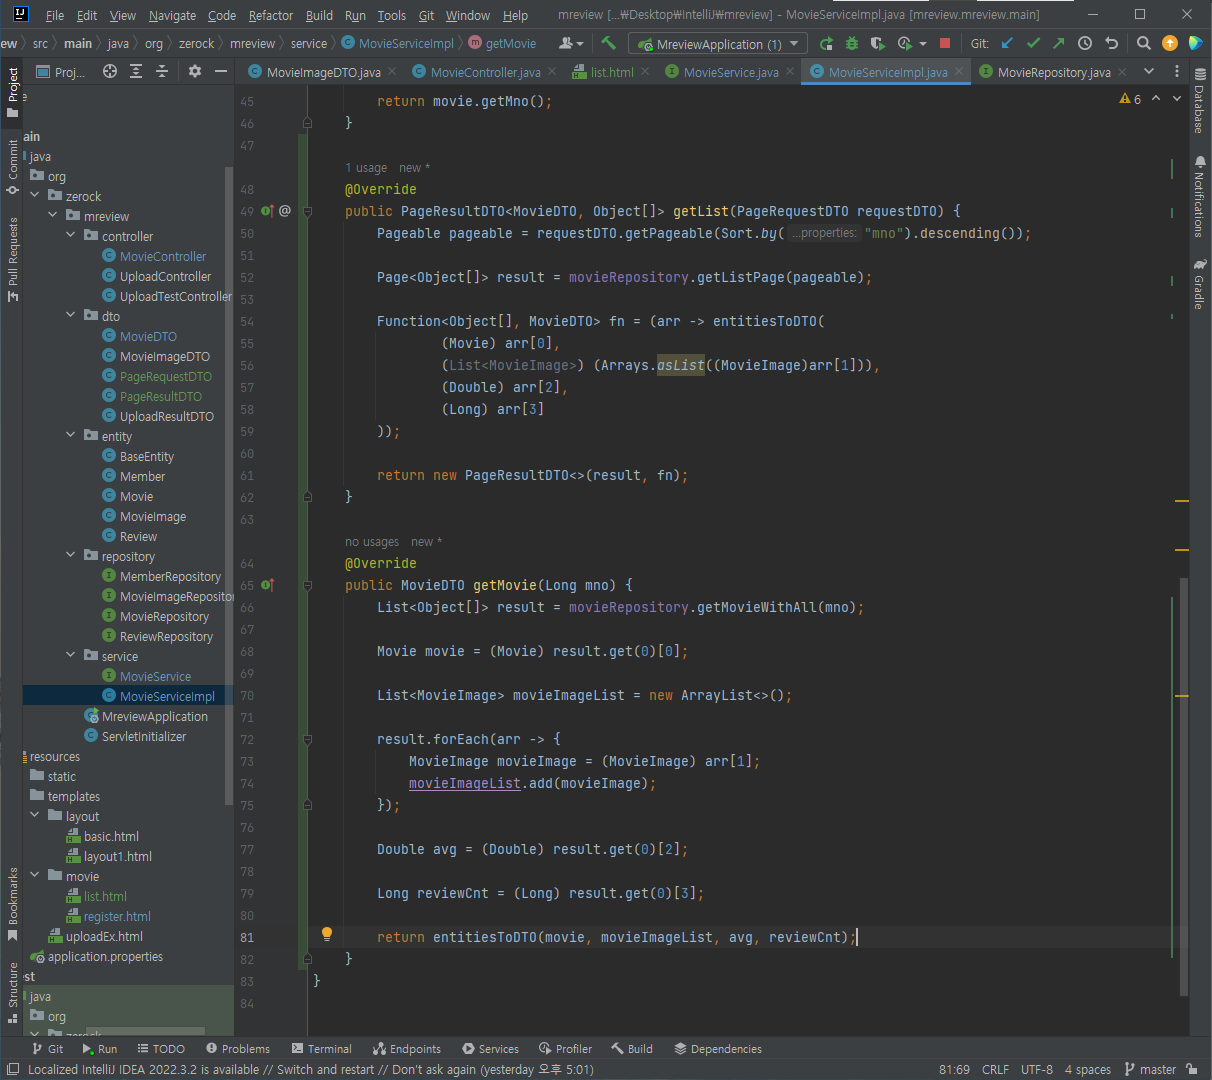 File Edit View Navigate Code Refactor Build Run Tools Git Window Help mreview [...₩Desktop₩IntelliJ₩mreview] - MovieServiceImpl.java [mreview.mreview.main]
ew src main java org zerock mreview service MovieServiceImpl getMovie MreviewApplication (1) Git:
Proj... MovieImageDTO.java MovieController.java list.html MovieService.java MovieServiceImpl.java MovieRepository.java
Project
Commit
Pull Requests
Bookmarks
Structure
e
ain
java
org
zerock
mreview
controller
MovieController
UploadController
UploadTestController
dto
MovieDTO
MovieImageDTO
PageRequestDTO
PageResultDTO
UploadResultDTO
entity
BaseEntity
Member
Movie
MovieImage
Review
repository
MemberRepository
MovieImageReposito
MovieRepository
ReviewRepository
service
MovieService
MovieServiceImpl
MreviewApplication
ServletInitializer
resources
static
templates
layout
basic.html
layout1.html
movie
list.html
register.html
uploadEx.html
application.properties
est
java
org
zerock
6
45 return movie.getMno();
46 }
47
1 usage new *
48 @Override
49 @ public PageResultDTO<MovieDTO, Object[]> getList(PageRequestDTO requestDTO) {
50 Pageable pageable = requestDTO.getPageable(Sort.by( ...properties: "mno").descending());
51
52 Page<Object[]> result = movieRepository.getListPage(pageable);
53
54 Function<Object[], MovieDTO> fn = (arr -> entitiesToDTO(
55 (Movie) arr[0],
56 (List<MovieImage>) (Arrays.asList((MovieImage)arr[1])),
57 (Double) arr[2],
58 (Long) arr[3]
59 ));
60
61 return new PageResultDTO<>(result, fn);
62 }
63
no usages new *
64 @Override
65 public MovieDTO getMovie(Long mno) {
66 List<Object[]> result = movieRepository.getMovieWithAll(mno);
67
68 Movie movie = (Movie) result.get(0)[0];
69
70 List<MovieImage> movieImageList = new ArrayList<>();
71
72 result.forEach(arr -> {
73 MovieImage movieImage = (MovieImage) arr[1];
74 movieImageList.add(movieImage);
75 });
76
77 Double avg = (Double) result.get(0)[2];
78
79 Long reviewCnt = (Long) result.get(0)[3];
80
81 return entitiesToDTO(movie, movieImageList, avg, reviewCnt);
82 }
83 }
84
Database
Notifications
Gradle
Git Run TODO Problems Terminal Endpoints Services Profiler Build Dependencies
Localized IntelliJ IDEA 2022.3.2 is available // Switch and restart // Don't ask again (yesterday 오후 5:01) 81:69 CRLF UTF-8 4 spaces master